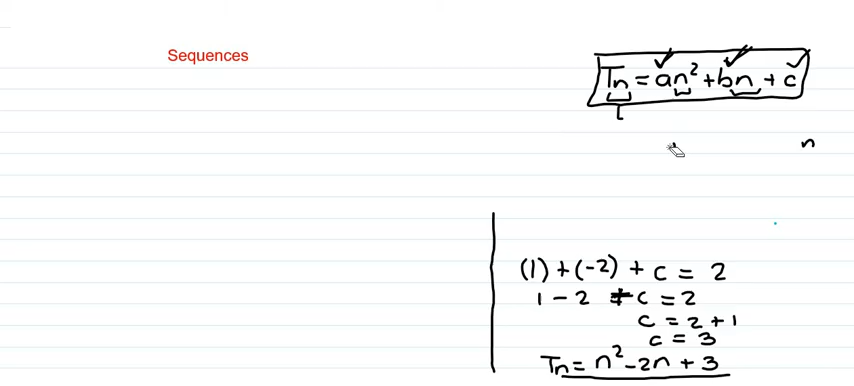 Sequences
Tn = an² + bn + c
n
(1) + (-2) + c = 2
1 - 2 + c = 2
c = 2 + 1
c = 3
Tn = n² - 2n + 3